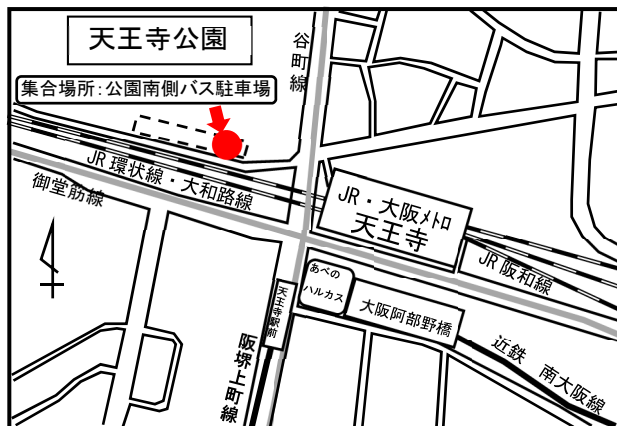 天王寺公園
谷町線
集合場所:公園南側バス駐車場
JR環状線・大和路線
御堂筋線
JR・大阪メトロ
天王寺
JR阪和線
あべの
ハルカス
天王寺駅前
大阪阿部野橋
近鉄 南大阪線
阪堺上町線